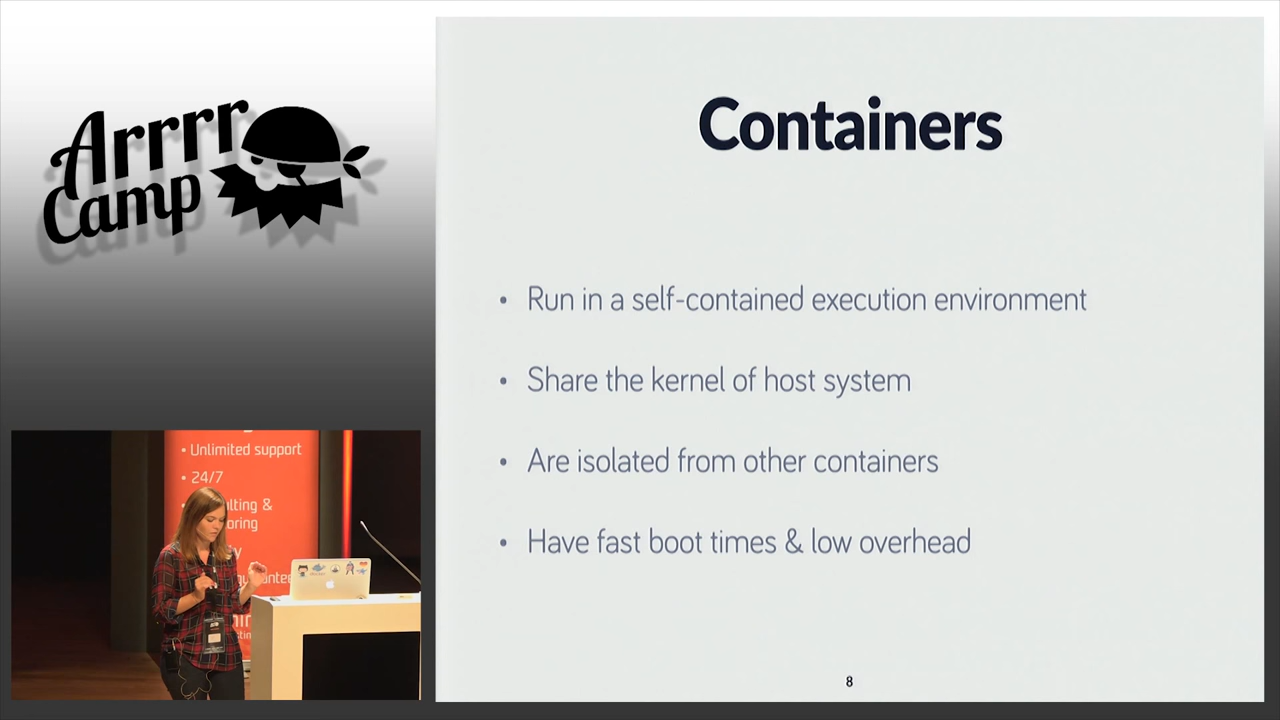 Arrrr
Camp
Containers
• Run in a self-contained execution environment
• Share the kernel of host system
• Are isolated from other containers
• Have fast boot times & low overhead
8
• Unlimited support
• 24/7